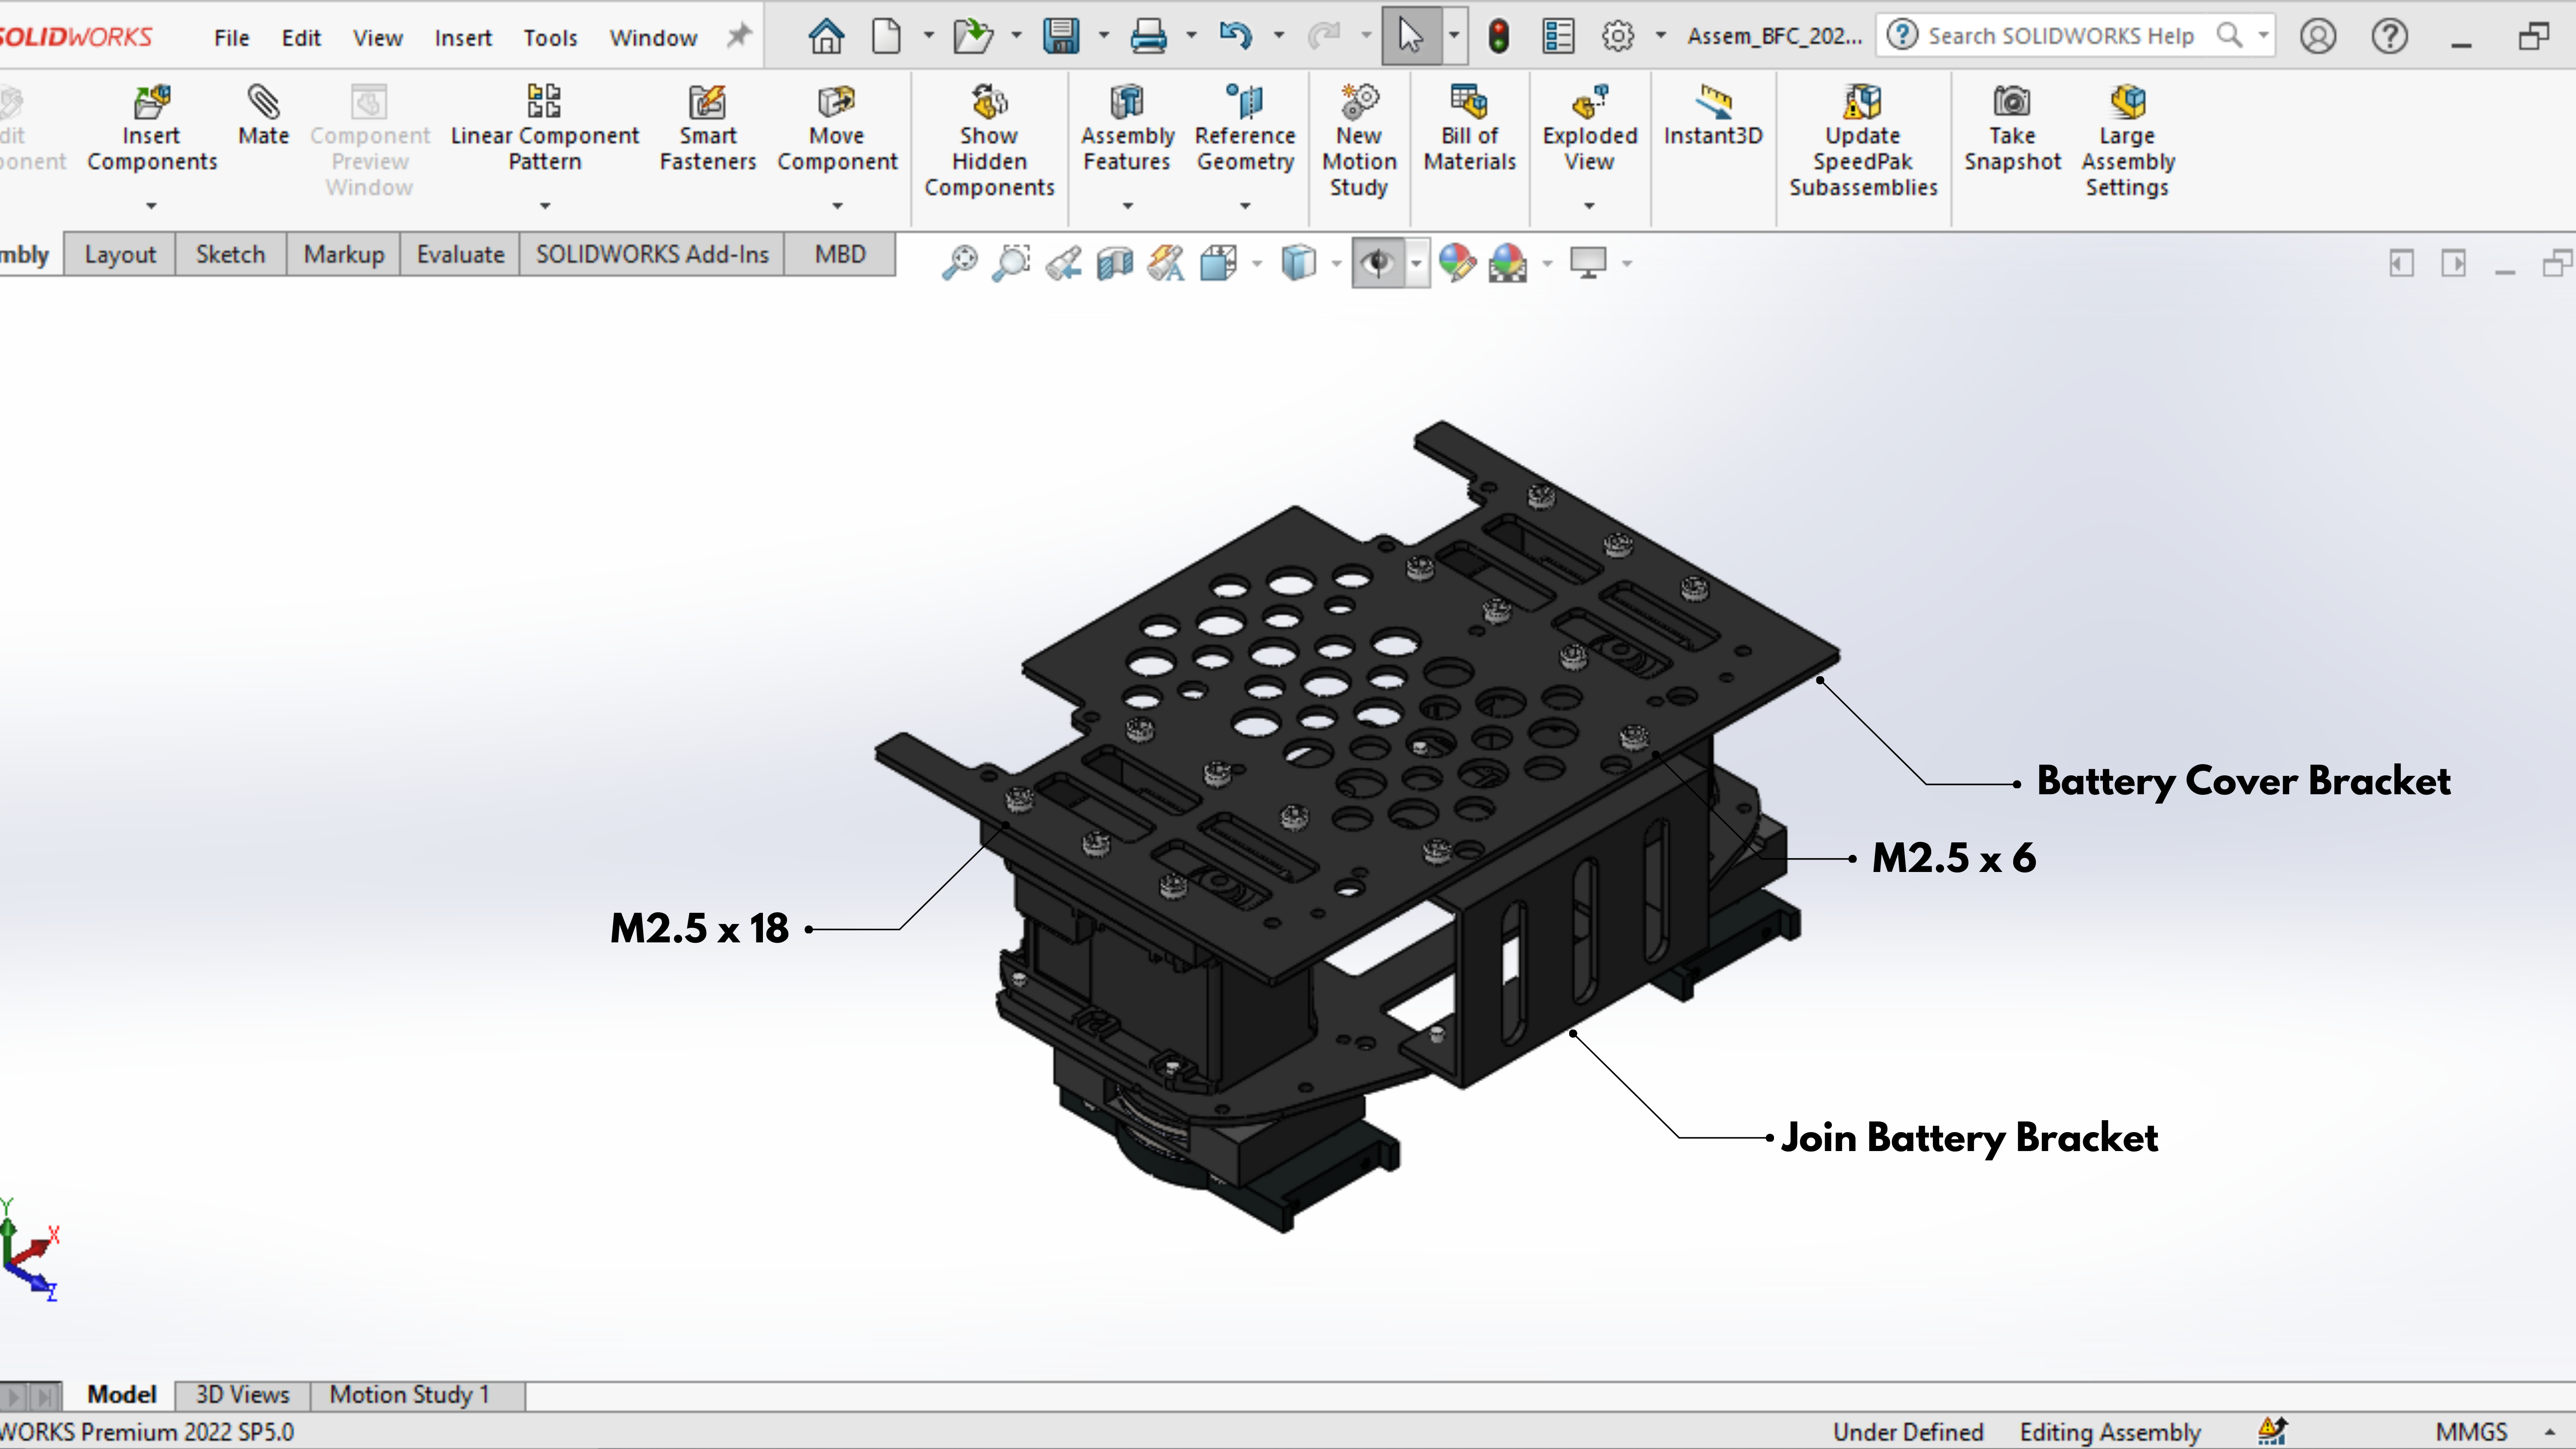 SOLIDWORKS File Edit View Insert Tools Window Assem_BFC_202... Search SOLIDWORKS Help
dit
ponent
Insert
Components
Mate
Component
Preview
Window
Linear Component
Pattern
Smart
Fasteners
Move
Component
Show
Hidden
Components
Assembly
Features
Reference
Geometry
New
Motion
Study
Bill of
Materials
Exploded
View
Instant3D
Update
SpeedPak
Subassemblies
Take
Snapshot
Large
Assembly
Settings
mbly Layout Sketch Markup Evaluate SOLIDWORKS Add-Ins MBD
Battery Cover Bracket
M2.5 x 6
M2.5 x 18
Join Battery Bracket
Y
X
Z
Model 3D Views Motion Study 1
WORKS Premium 2022 SP5.0 Under Defined Editing Assembly MMGS